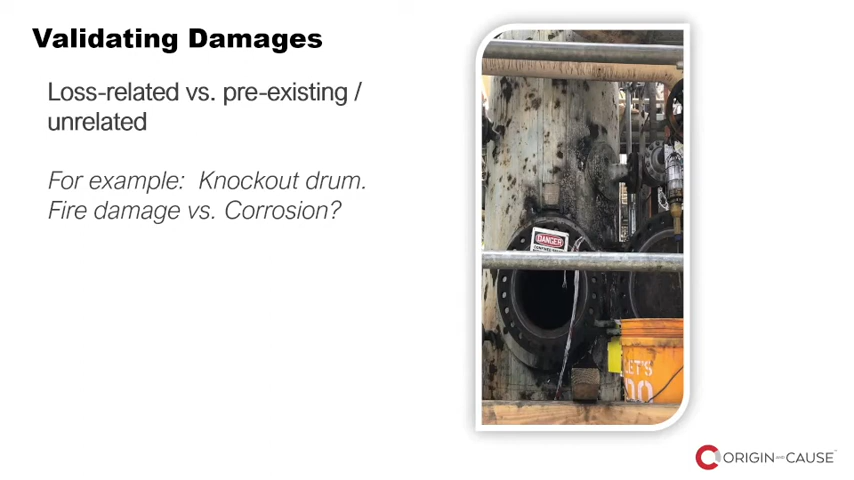 Validating Damages
Loss-related vs. pre-existing /
unrelated
For example: Knockout drum.
Fire damage vs. Corrosion?
DANGER
ORIGIN AND CAUSE